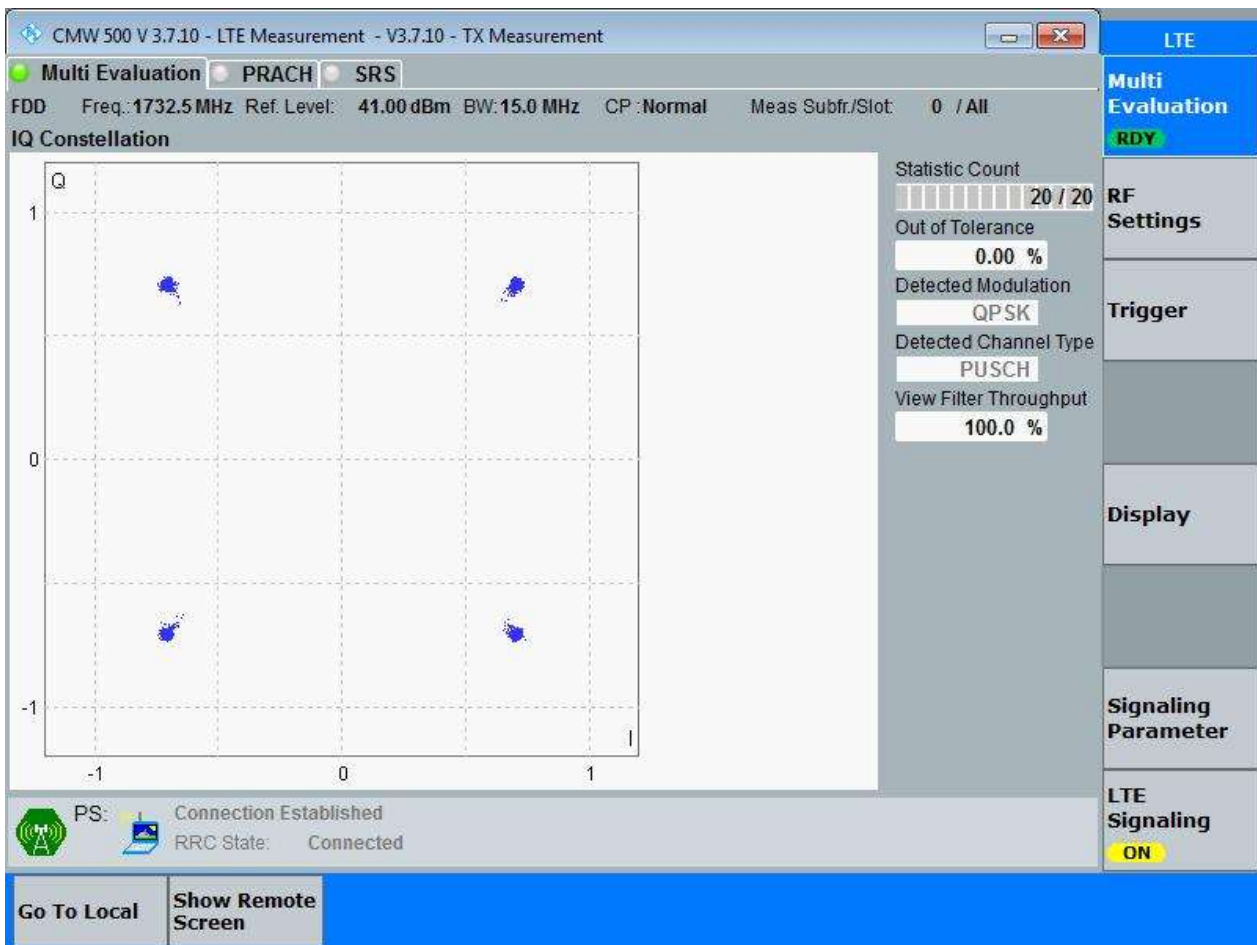 CMW 500 V 3.7.10 - LTE Measurement - V3.7.10 - TX Measurement
Multi Evaluation PRACH SRS
FDD Freq.:1732.5 MHz Ref. Level: 41.00 dBm BW:15.0 MHz CP :Normal Meas Subfr./Slot: 0 / All
IQ Constellation
Q
1
0
-1
I
-1 0 1
Statistic Count
20 / 20
Out of Tolerance
0.00 %
Detected Modulation
QPSK
Detected Channel Type
PUSCH
View Filter Throughput
100.0 %
PS: Connection Established
RRC State: Connected
LTE
Multi
Evaluation
RDY
RF
Settings
Trigger
Display
Signaling
Parameter
LTE
Signaling
ON
Go To Local
Show Remote
Screen